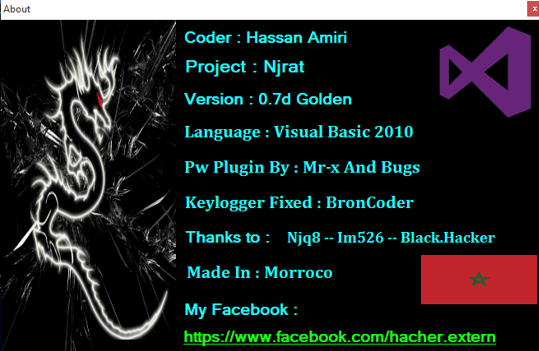 About
x
Coder : Hassan Amiri
Project : Njrat
Version : 0.7d Golden
Language : Visual Basic 2010
Pw Plugin By : Mr-x And Bugs
Keylogger Fixed : BronCoder
Thanks to : Njq8 -- Im526 -- Black.Hacker
Made In : Morroco
My Facebook :
https://www.facebook.com/hacher.extern